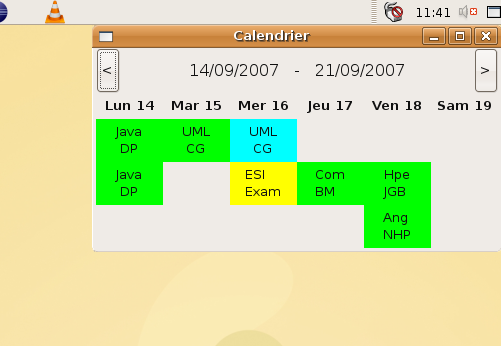 11:41
Calendrier
< 14/09/2007 - 21/09/2007 >
Lun 14 Mar 15 Mer 16 Jeu 17 Ven 18 Sam 19
Java UML UML
DP CG CG
Java ESI Com Hpe
DP Exam BM JGB
Ang
NHP